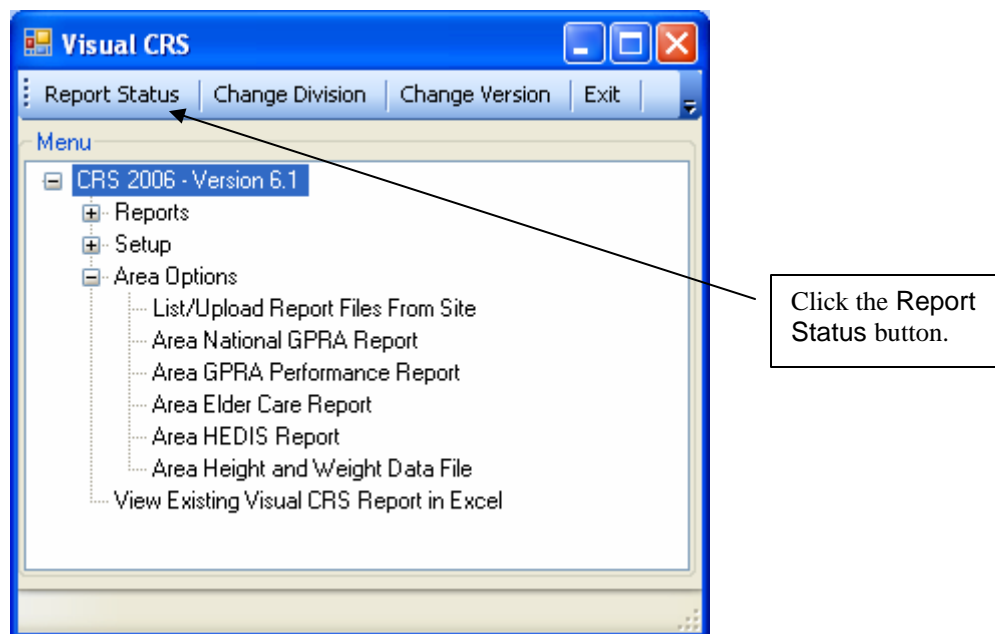 Visual CRS
Report Status Change Division Change Version Exit
Menu
CRS 2006 - Version 6.1
Reports
Setup
Area Options
List/Upload Report Files From Site
Area National GPRA Report
Area GPRA Performance Report
Area Elder Care Report
Area HEDIS Report
Area Height and Weight Data File
View Existing Visual CRS Report in Excel
Click the Report
Status button.